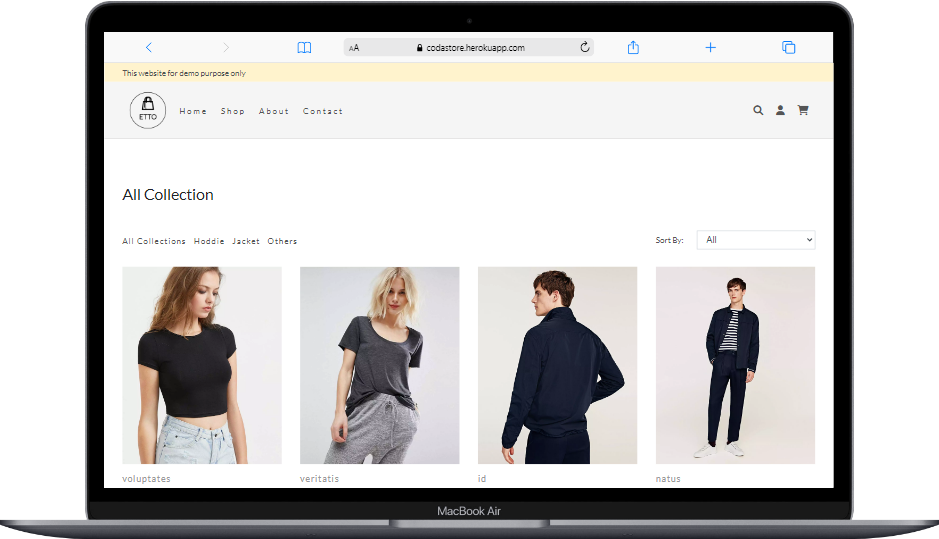 AA codastore.herokuapp.com
This website for demo purpose only
ETTO
Home Shop About Contact
All Collection
All Collections Hoddie Jacket Others
Sort By: All
voluptates veritatis id natus
MacBook Air